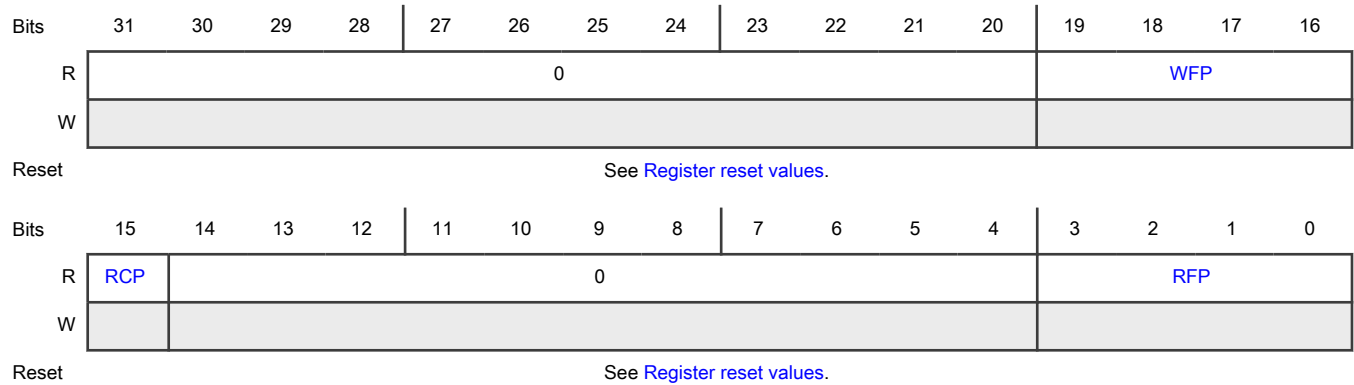 Bits 31 30 29 28 27 26 25 24 23 22 21 20 19 18 17 16
R 0 WFP
W
Reset See Register reset values.
Bits 15 14 13 12 11 10 9 8 7 6 5 4 3 2 1 0
R RCP 0 RFP
W
Reset See Register reset values.